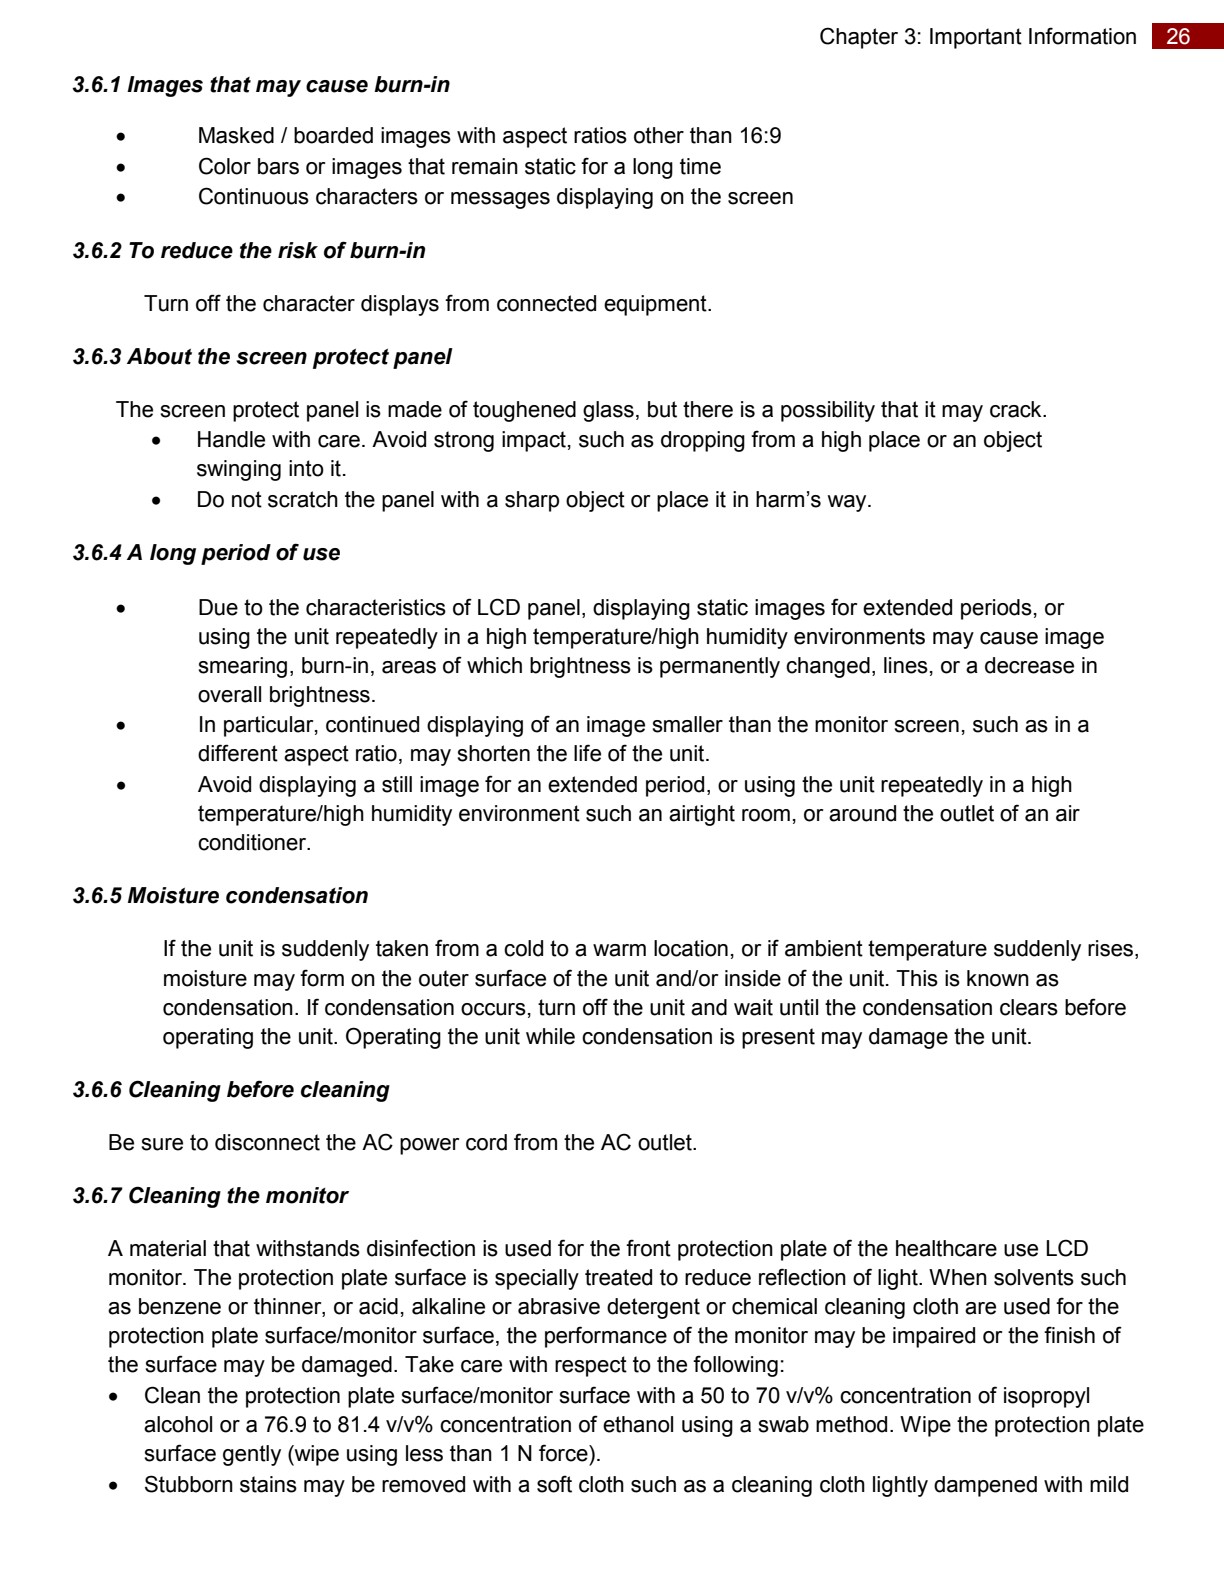 Chapter 3: Important Information 26
3.6.1 Images that may cause burn-in
• Masked / boarded images with aspect ratios other than 16:9
• Color bars or images that remain static for a long time
• Continuous characters or messages displaying on the screen
3.6.2 To reduce the risk of burn-in
Turn off the character displays from connected equipment.
3.6.3 About the screen protect panel
The screen protect panel is made of toughened glass, but there is a possibility that it may crack.
• Handle with care. Avoid strong impact, such as dropping from a high place or an object
swinging into it.
• Do not scratch the panel with a sharp object or place it in harm’s way.
3.6.4 A long period of use
• Due to the characteristics of LCD panel, displaying static images for extended periods, or
using the unit repeatedly in a high temperature/high humidity environments may cause image
smearing, burn-in, areas of which brightness is permanently changed, lines, or a decrease in
overall brightness.
• In particular, continued displaying of an image smaller than the monitor screen, such as in a
different aspect ratio, may shorten the life of the unit.
• Avoid displaying a still image for an extended period, or using the unit repeatedly in a high
temperature/high humidity environment such an airtight room, or around the outlet of an air
conditioner.
3.6.5 Moisture condensation
If the unit is suddenly taken from a cold to a warm location, or if ambient temperature suddenly rises,
moisture may form on the outer surface of the unit and/or inside of the unit. This is known as
condensation. If condensation occurs, turn off the unit and wait until the condensation clears before
operating the unit. Operating the unit while condensation is present may damage the unit.
3.6.6 Cleaning before cleaning
Be sure to disconnect the AC power cord from the AC outlet.
3.6.7 Cleaning the monitor
A material that withstands disinfection is used for the front protection plate of the healthcare use LCD
monitor. The protection plate surface is specially treated to reduce reflection of light. When solvents such
as benzene or thinner, or acid, alkaline or abrasive detergent or chemical cleaning cloth are used for the
protection plate surface/monitor surface, the performance of the monitor may be impaired or the finish of
the surface may be damaged. Take care with respect to the following:
• Clean the protection plate surface/monitor surface with a 50 to 70 v/v% concentration of isopropyl
alcohol or a 76.9 to 81.4 v/v% concentration of ethanol using a swab method. Wipe the protection plate
surface gently (wipe using less than 1 N force).
• Stubborn stains may be removed with a soft cloth such as a cleaning cloth lightly dampened with mild